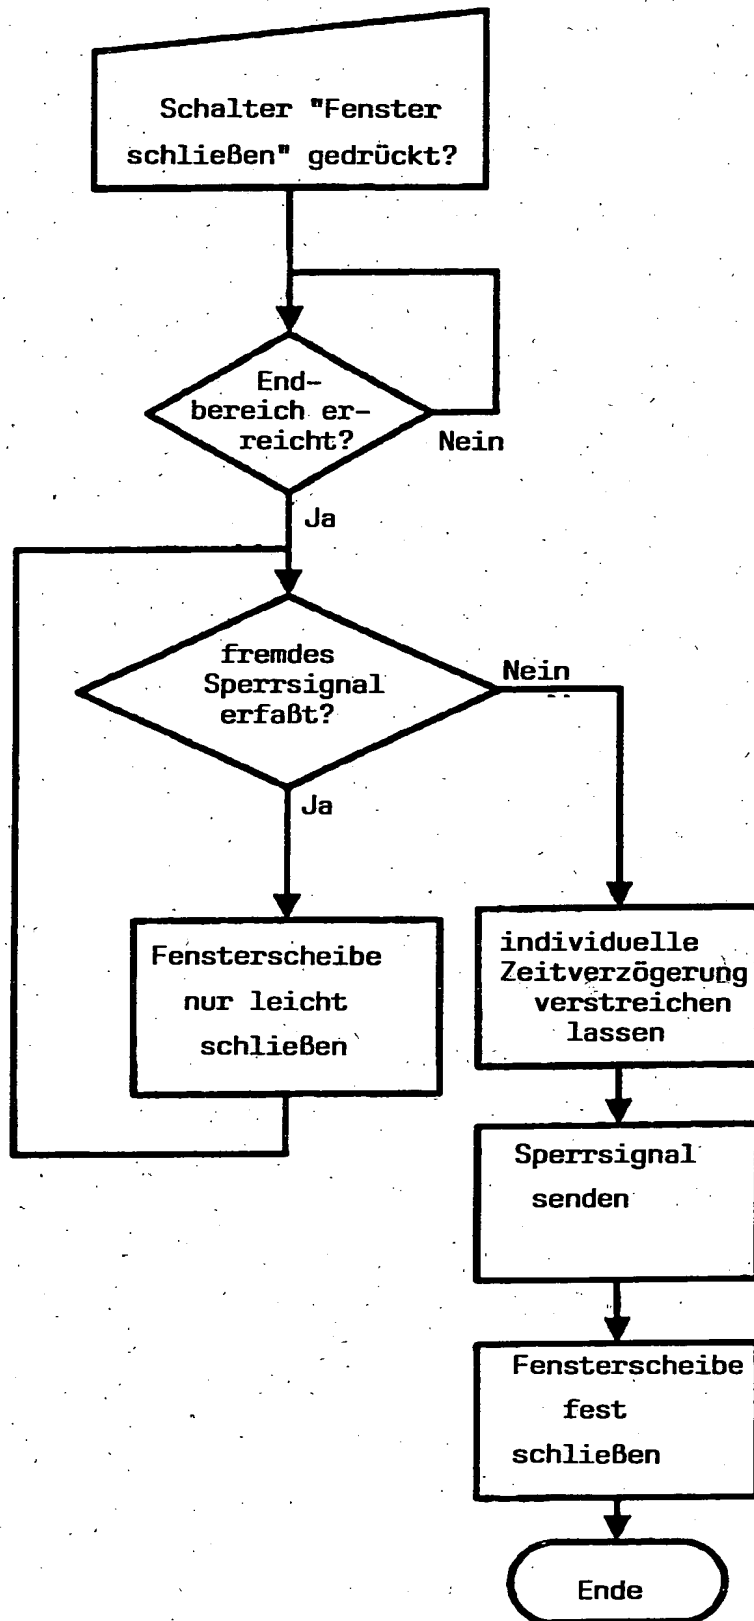 Schalter "Fenster
schließen" gedrückt?
End-
bereich er-
reicht?
Nein
Ja
fremdes
Sperrsignal
erfaßt?
Nein
Ja
Fensterscheibe
nur leicht
schließen
individuelle
Zeitverzögerung
verstreichen
lassen
Sperrsignal
senden
Fensterscheibe
fest
schließen
Ende